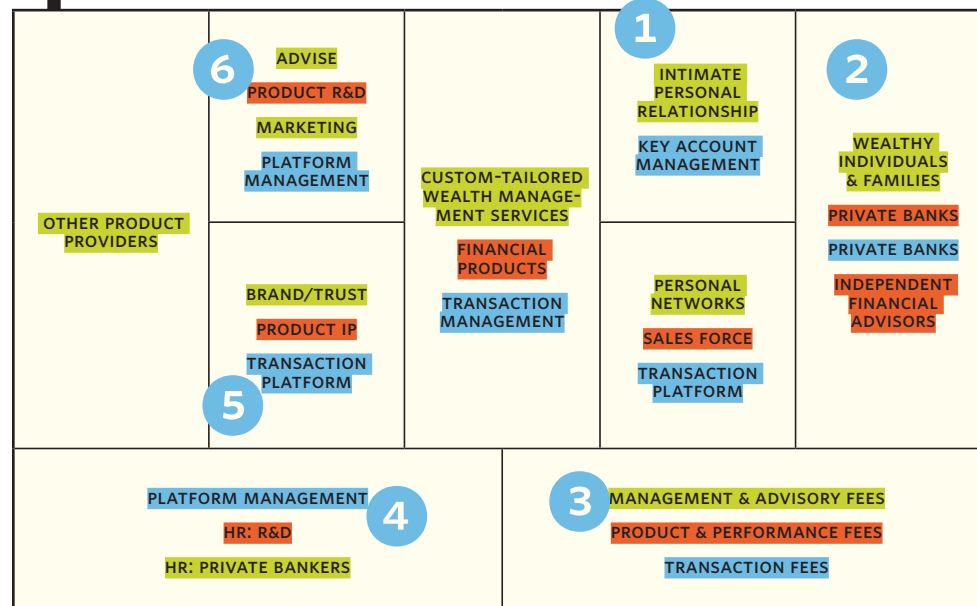 OTHER PRODUCT
PROVIDERS
6
ADVISE
PRODUCT R&D
MARKETING
PLATFORM
MANAGEMENT
BRAND/TRUST
PRODUCT IP
TRANSACTION
PLATFORM
5
CUSTOM-TAILORED
WEALTH MANAGE-
MENT SERVICES
FINANCIAL
PRODUCTS
TRANSACTION
MANAGEMENT
1
INTIMATE
PERSONAL
RELATIONSHIP
KEY ACCOUNT
MANAGEMENT
PERSONAL
NETWORKS
SALES FORCE
TRANSACTION
PLATFORM
2
WEALTHY
INDIVIDUALS
& FAMILIES
PRIVATE BANKS
PRIVATE BANKS
INDEPENDENT
FINANCIAL
ADVISORS
PLATFORM MANAGEMENT
4
HR: R&D
HR: PRIVATE BANKERS
3
MANAGEMENT & ADVISORY FEES
PRODUCT & PERFORMANCE FEES
TRANSACTION FEES